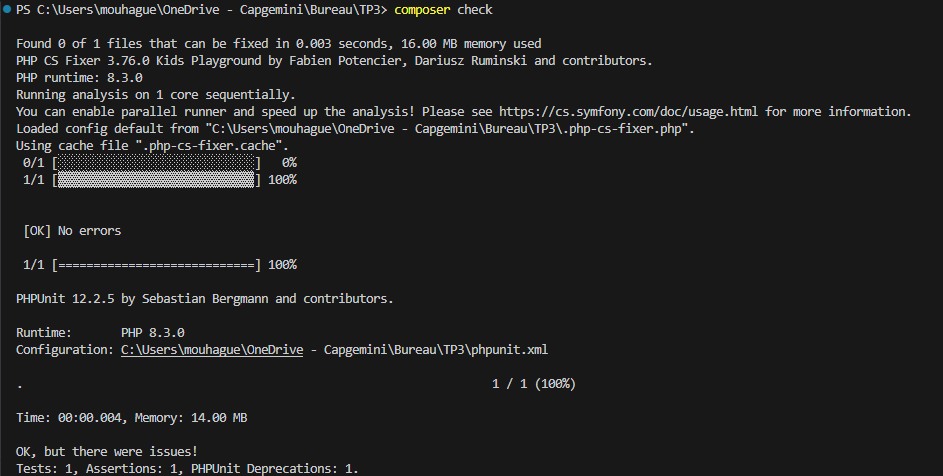 PS C:\Users\mouhague\OneDrive - Capgemini\Bureau\TP3> composer check
Found 0 of 1 files that can be fixed in 0.003 seconds, 16.00 MB memory used
PHP CS Fixer 3.76.0 Kids Playground by Fabien Potencier, Dariusz Ruminski and contributors.
PHP runtime: 8.3.0
Running analysis on 1 core sequentially.
You can enable parallel runner and speed up the analysis! Please see https://cs.symfony.com/doc/usage.html for more information.
Loaded config default from "C:\Users\mouhague\OneDrive - Capgemini\Bureau\TP3\.php-cs-fixer.php".
Using cache file ".php-cs-fixer.cache".
0/1 [░░░░░░░░░░░░░░░░░░░░░░░░░░░░]   0%
1/1 [▓▓▓▓▓▓▓▓▓▓▓▓▓▓▓▓▓▓▓▓▓▓▓▓▓▓▓▓] 100%
[OK] No errors
1/1 [============================] 100%
PHPUnit 12.2.5 by Sebastian Bergmann and contributors.
Runtime:       PHP 8.3.0
Configuration: C:\Users\mouhague\OneDrive - Capgemini\Bureau\TP3\phpunit.xml
.                                                                   1 / 1 (100%)
Time: 00:00.004, Memory: 14.00 MB
OK, but there were issues!
Tests: 1, Assertions: 1, PHPUnit Deprecations: 1.